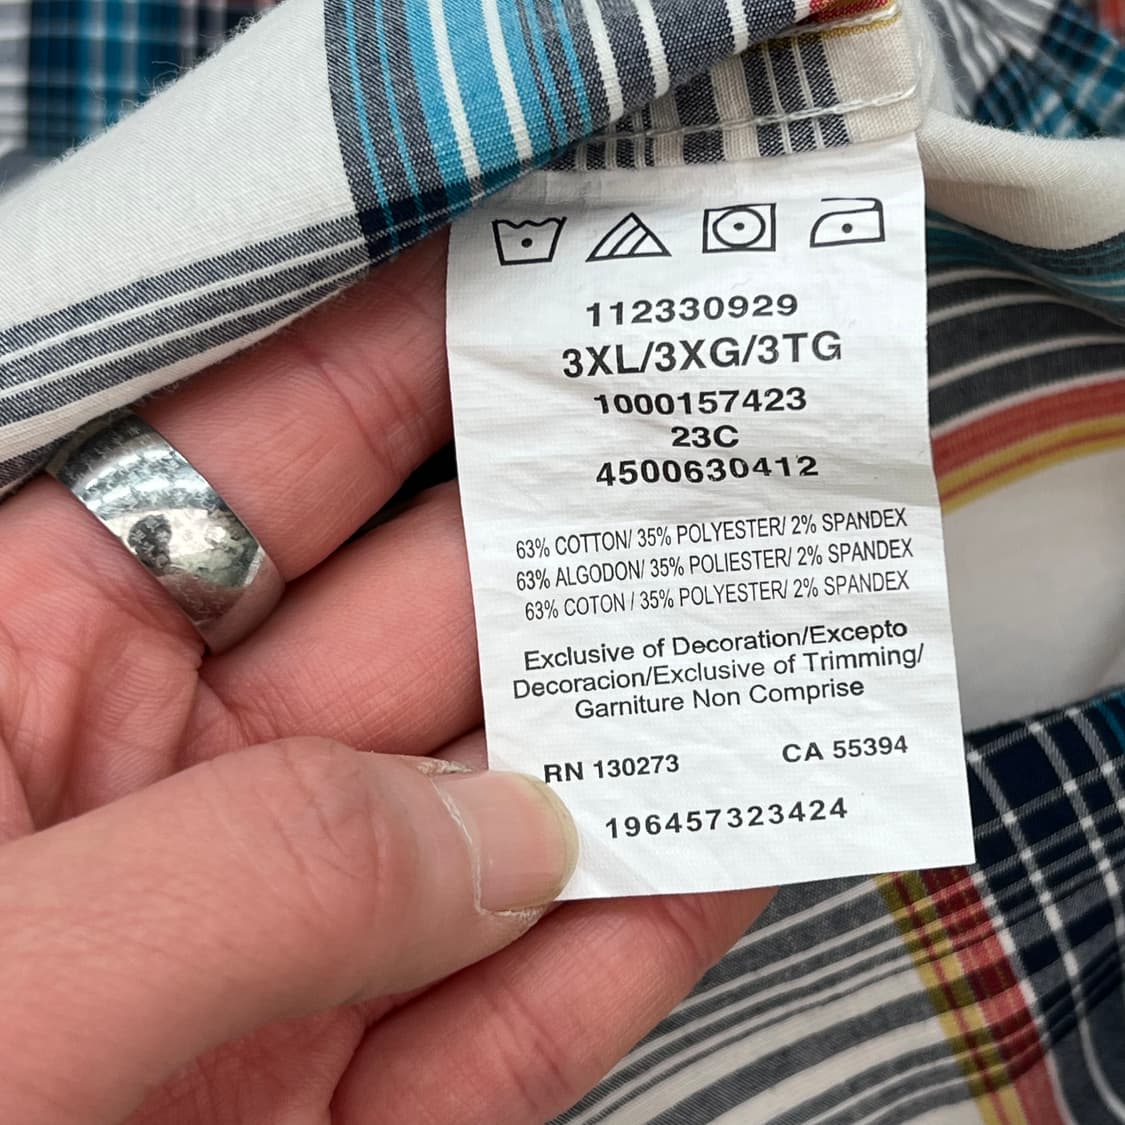 112330929
3XL/3XG/3TG
1000157423
23C
4500630412
63% COTTON/ 35% POLYESTER/ 2% SPANDEX
63% ALGODON/ 35% POLIESTER/ 2% SPANDEX
63% COTON / 35% POLYESTER/ 2% SPANDEX
Exclusive of Decoration/Excepto
Decoracion/Exclusive of Trimming/
Garniture Non Comprise
RN 130273 CA 55394
196457323424